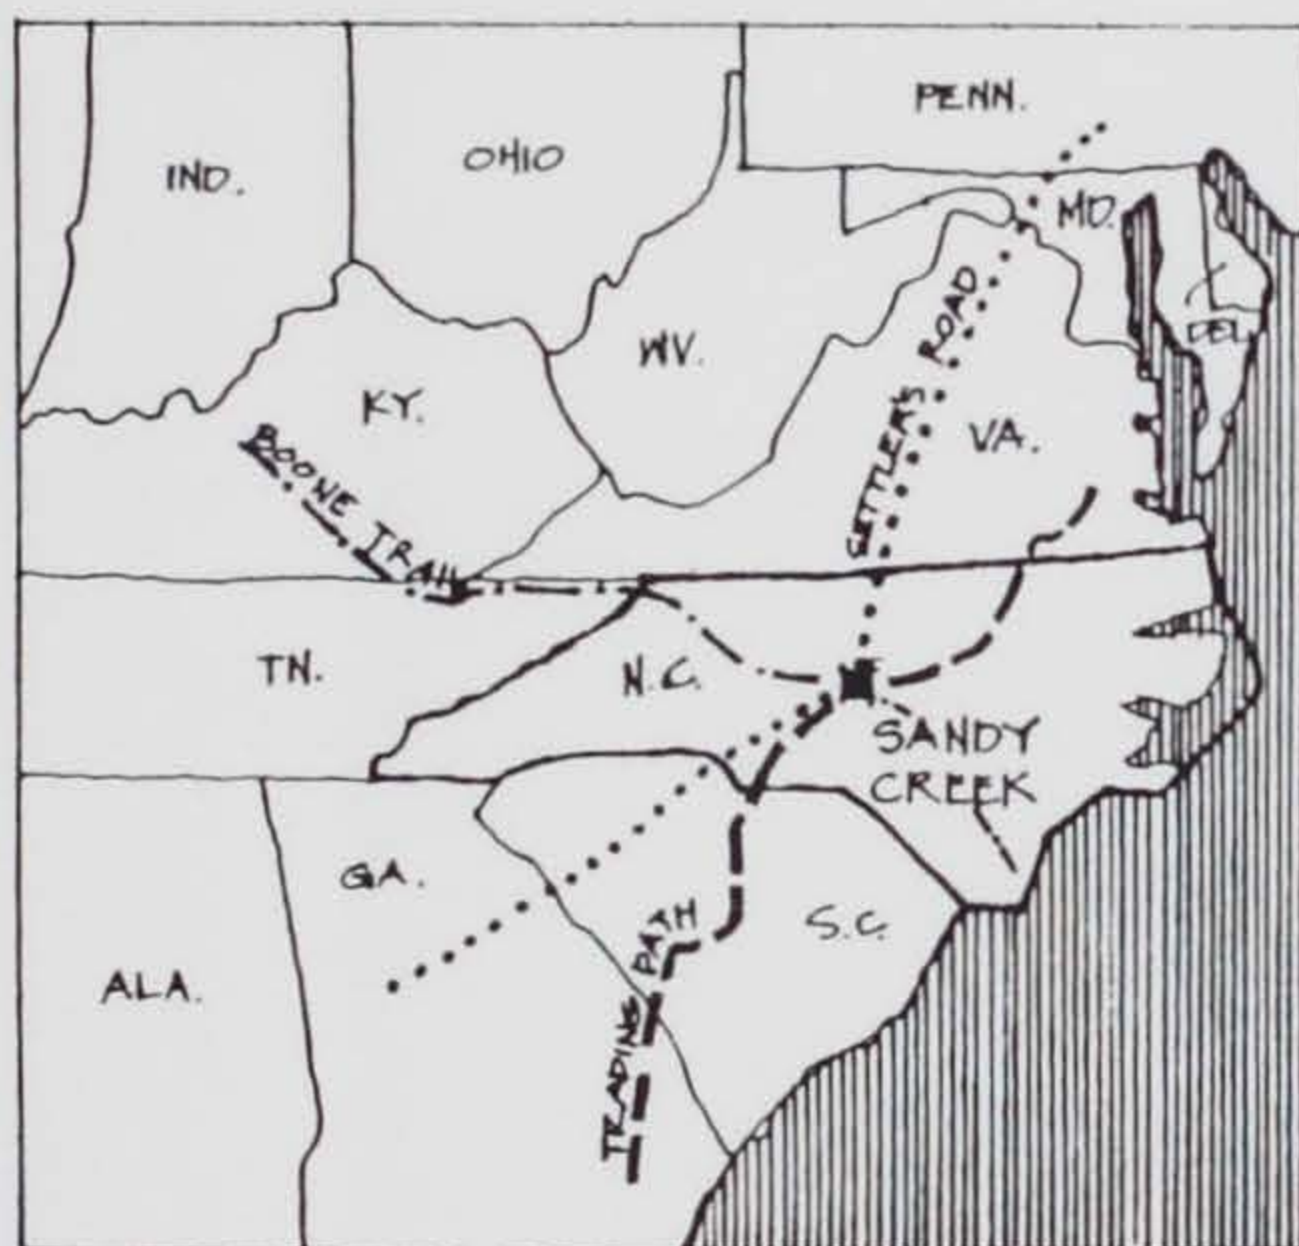 PENN.
OHIO
IND.
MD.
DEL.
WV.
SETTLERS ROAD
KY.
VA.
BOONE TRAIL
TN.
N.C.
SANDY
CREEK
GA.
S.C.
ALA.
TRADING PATH